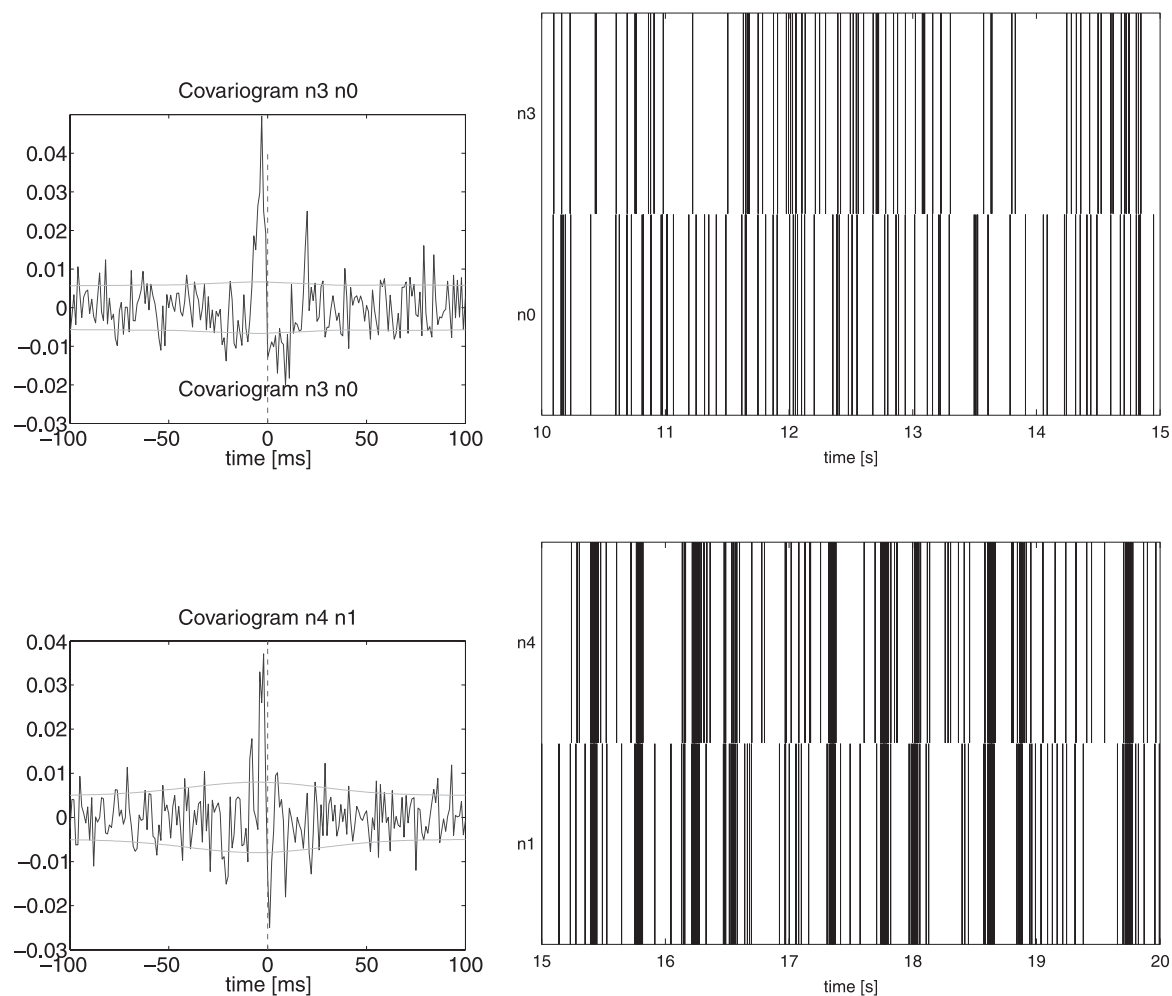 Covariogram n3 n0
0.04
0.03
0.02
0.01
0
−0.01
−0.02
−0.03
Covariogram n3 n0
−100 −50 0 50 100
time [ms]
n3
n0
10 11 12 13 14 15
time [s]
Covariogram n4 n1
0.04
0.03
0.02
0.01
0
−0.01
−0.02
−0.03
−100 −50 0 50 100
time [ms]
n4
n1
15 16 17 18 19 20
time [s]